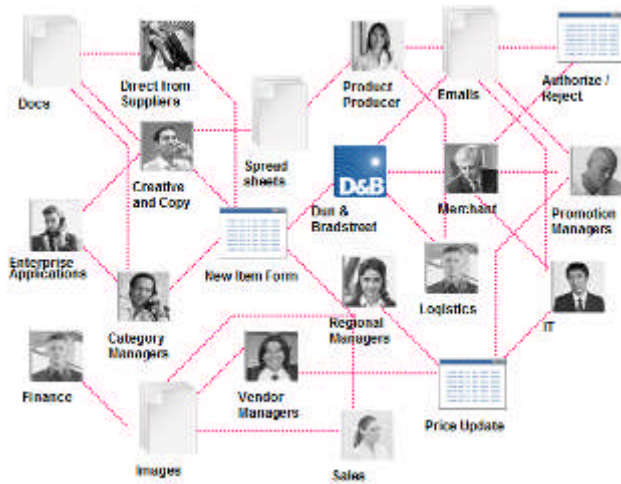 Docs
Direct from
Suppliers
Product
Producer
Emails
Authorize /
Reject
Creative
and Copy
Spread
sheets
D&B
Dun &
Bradstreet
Merchant
Promotion
Managers
Enterprise
Applications
New Item Form
Category
Managers
Regional
Managers
Logistics
IT
Finance
Vendor
Managers
Price Update
Images
Sales